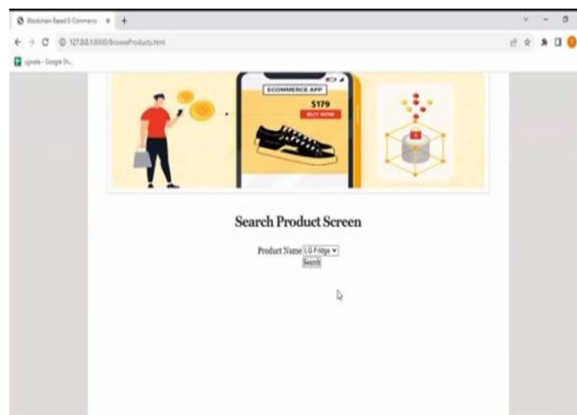 Blockchain Based E-Commerce
127.0.0.1:8000/BrowseProducts.html
ECOMMERCE APP
$179
BUY NOW
Search Product Screen
Product Name LG Fridge
Search